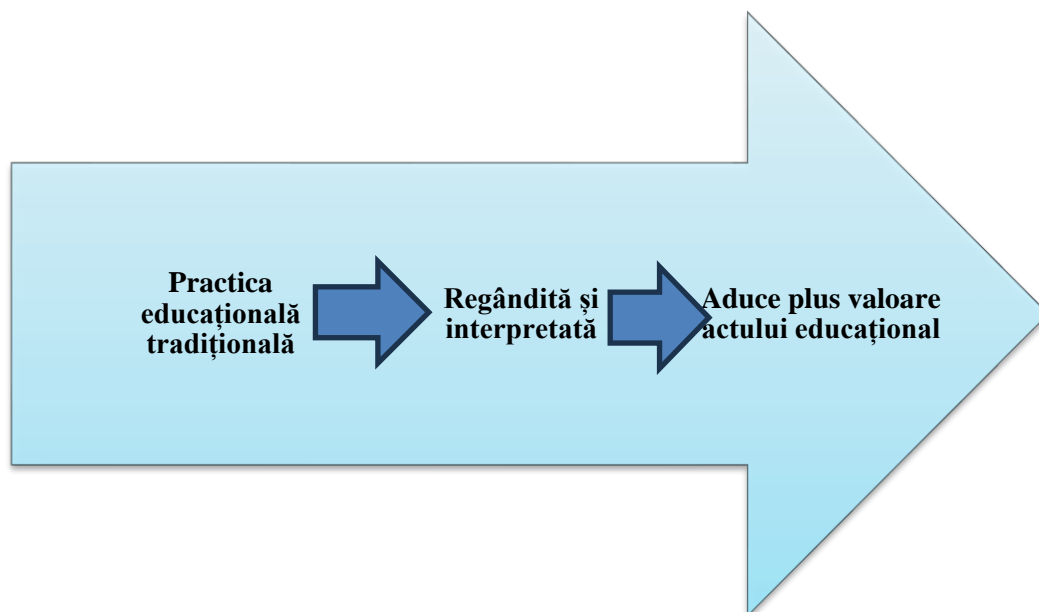 Practica
educațională
tradițională
Regândită și
interpretată
Aduce plus valoare
actului educațional